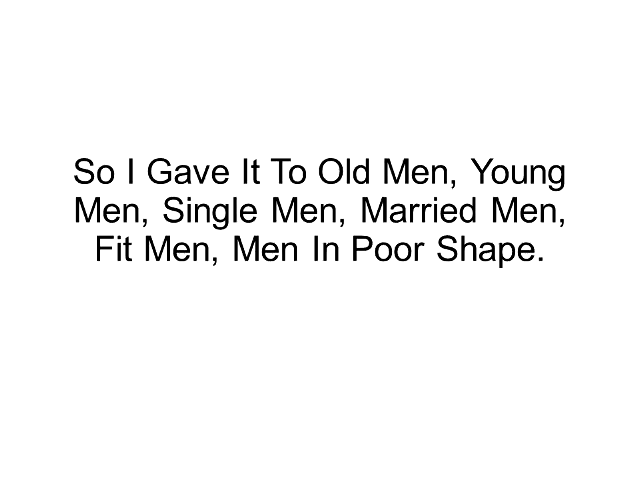 So I Gave It To Old Men, Young
Men, Single Men, Married Men,
Fit Men, Men In Poor Shape.